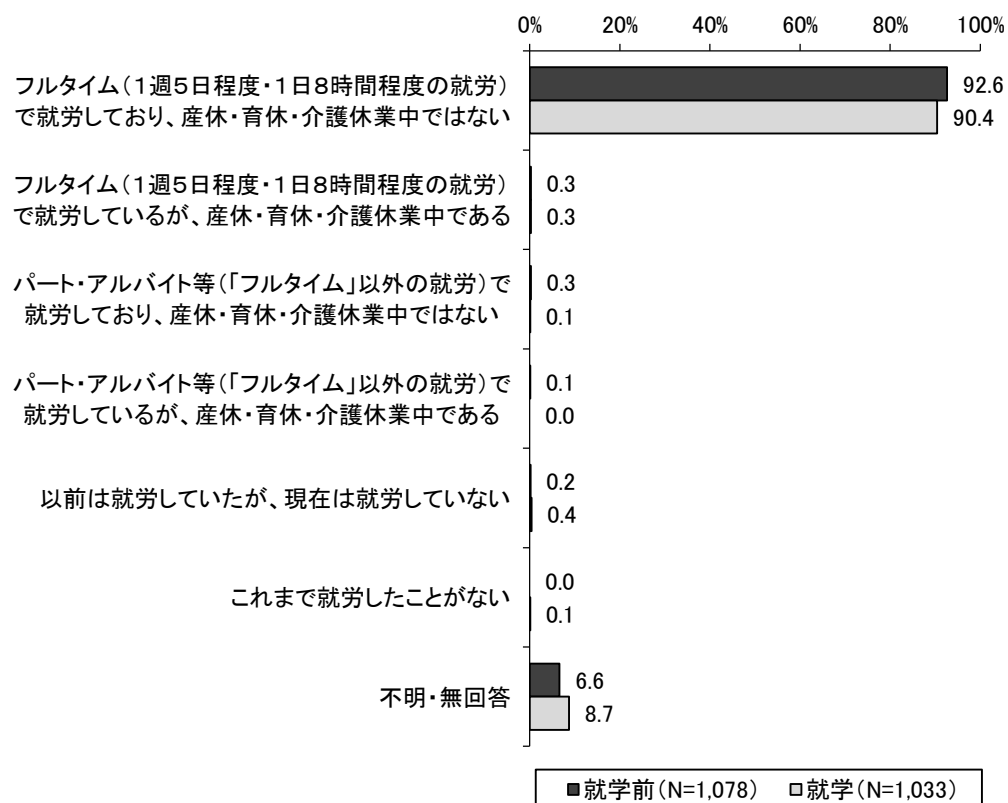 0% 20% 40% 60% 80% 100%
フルタイム(1週5日程度・1日8時間程度の就労)
で就労しており、産休・育休・介護休業中ではない
92.6
90.4
フルタイム(1週5日程度・1日8時間程度の就労)
で就労しているが、産休・育休・介護休業中である
0.3
0.3
パート・アルバイト等(「フルタイム」以外の就労)で
就労しており、産休・育休・介護休業中ではない
0.3
0.1
パート・アルバイト等(「フルタイム」以外の就労)で
就労しているが、産休・育休・介護休業中である
0.1
0.0
以前は就労していたが、現在は就労していない
0.2
0.4
これまで就労したことがない
0.0
0.1
不明・無回答
6.6
8.7
就学前(N=1,078) 就学(N=1,033)